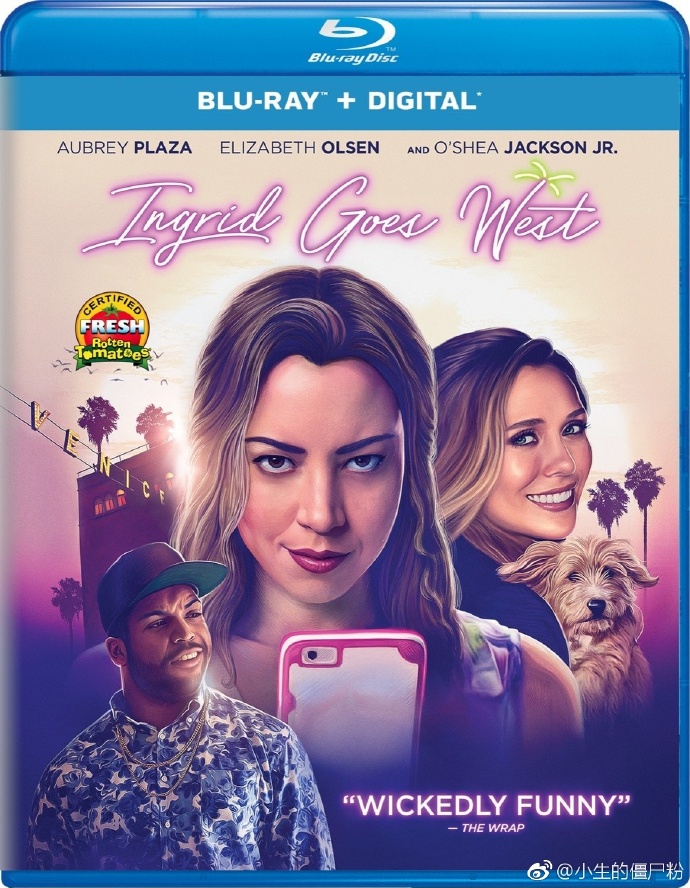 Blu-ray Disc™
BLU-RAY™ + DIGITAL*
AUBREY PLAZA ELIZABETH OLSEN AND O'SHEA JACKSON JR.
Ingrid Goes West
CERTIFIED
FRESH
Rotten
Tomatoes
VENICE
“WICKEDLY FUNNY”
— THE WRAP
@小生的僵尸粉